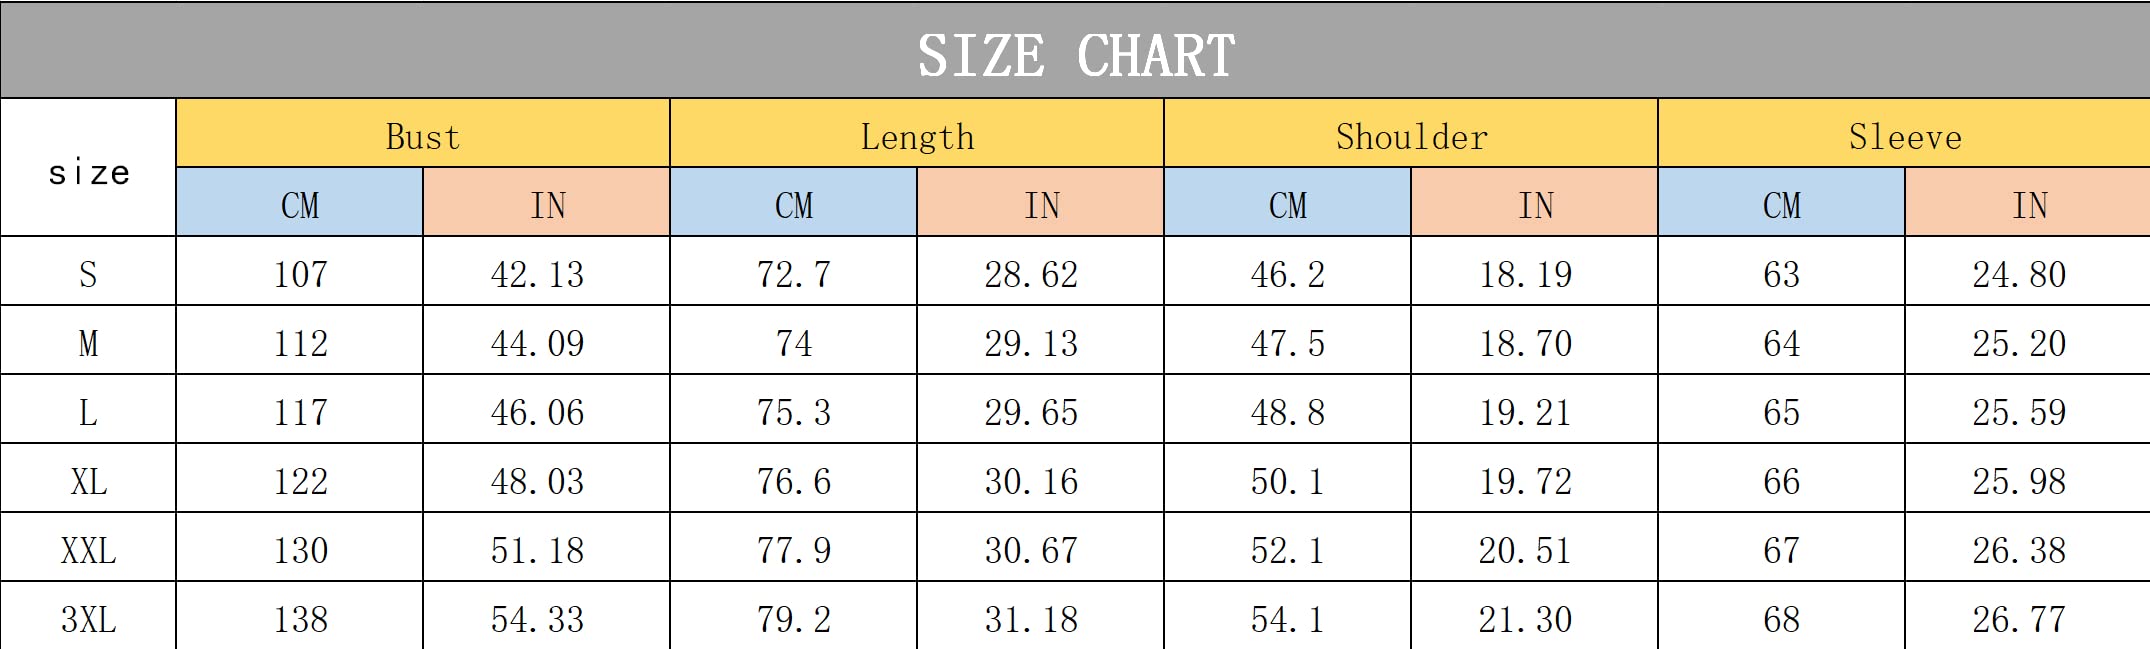 SIZE CHART
size Bust Length Shoulder Sleeve
CM IN CM IN CM IN CM IN
S 107 42.13 72.7 28.62 46.2 18.19 63 24.80
M 112 44.09 74 29.13 47.5 18.70 64 25.20
L 117 46.06 75.3 29.65 48.8 19.21 65 25.59
XL 122 48.03 76.6 30.16 50.1 19.72 66 25.98
XXL 130 51.18 77.9 30.67 52.1 20.51 67 26.38
3XL 138 54.33 79.2 31.18 54.1 21.30 68 26.77